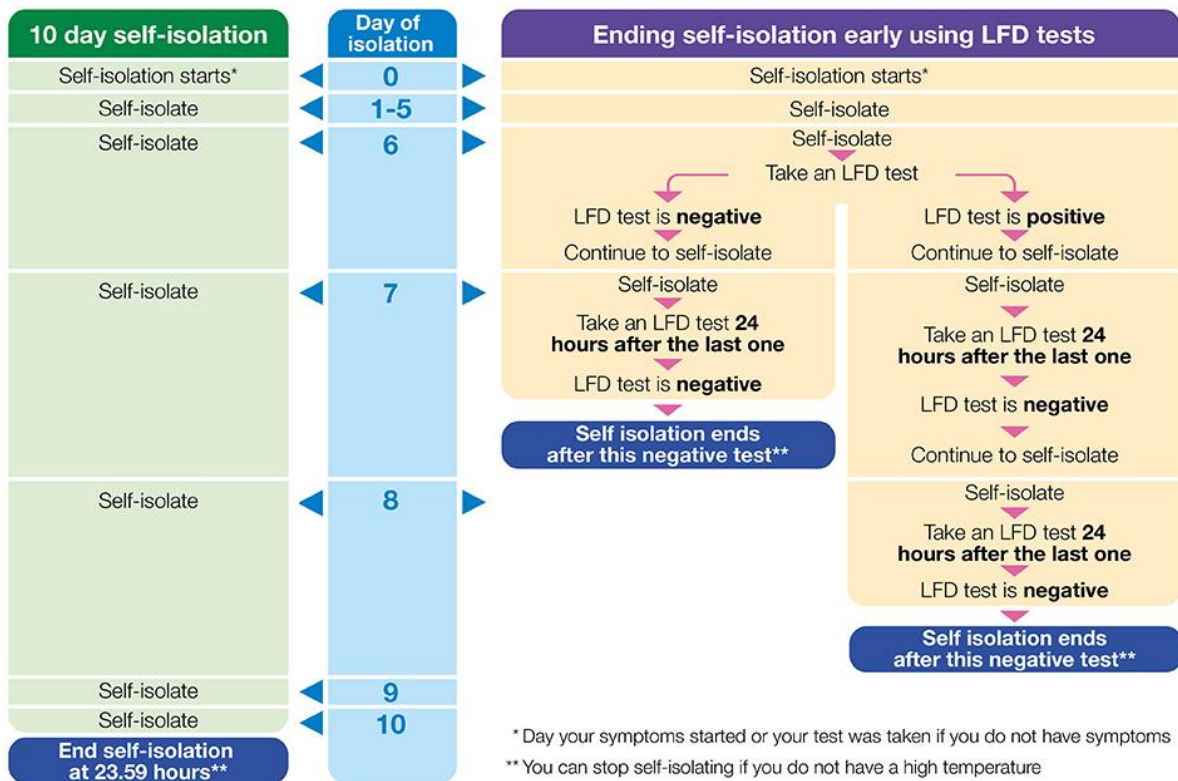 10 day self-isolation
Day of
isolation
Ending self-isolation early using LFD tests
Self-isolation starts*
0
Self-isolation starts*
Self-isolate
1-5
Self-isolate
Self-isolate
6
Self-isolate
Take an LFD test
LFD test is negative
Continue to self-isolate
LFD test is positive
Continue to self-isolate
Self-isolate
7
Self-isolate
Take an LFD test 24
hours after the last one
LFD test is negative
Self isolation ends
after this negative test**
Self-isolate
Take an LFD test 24
hours after the last one
LFD test is negative
Continue to self-isolate
Self-isolate
8
Self-isolate
Take an LFD test 24
hours after the last one
LFD test is negative
Self isolation ends
after this negative test**
Self-isolate
9
Self-isolate
10
End self-isolation
at 23.59 hours**
* Day your symptoms started or your test was taken if you do not have symptoms
** You can stop self-isolating if you do not have a high temperature